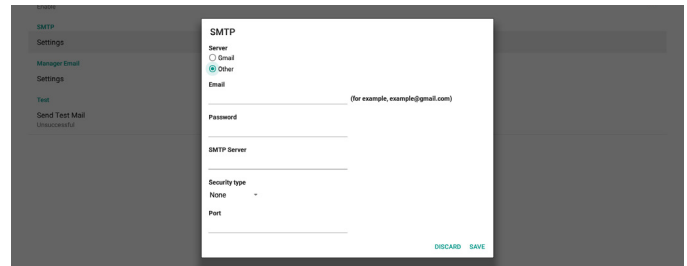 Enable
SMTP
Settings
Manager Email
Settings
Test
Send Test Mail
Unsuccessful
SMTP
Server
Gmail
Other
Email
(for example, example@gmail.com)
Password
SMTP Server
Security type
None
Port
DISCARD SAVE